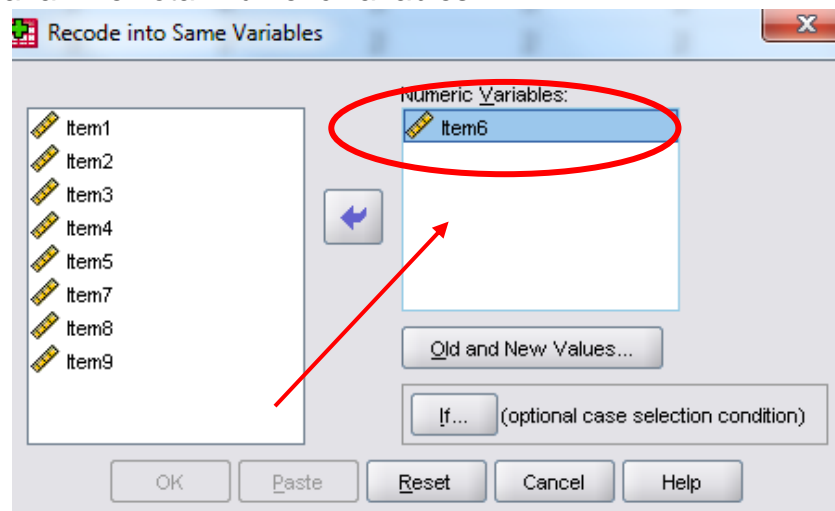 Recode into Same Variables
Numeric Variables:
Item1
Item2
Item3
Item4
Item5
Item7
Item8
Item9
Item6
Old and New Values...
If... (optional case selection condition)
OK Paste Reset Cancel Help